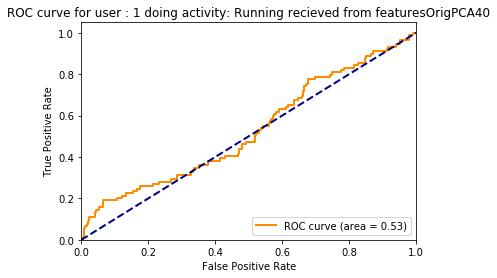 ROC curve for user : 1 doing activity: Running recieved from featuresOrigPCA40
1.0
0.8
0.6
0.4
0.2
0.0
True Positive Rate
ROC curve (area = 0.53)
0.0 0.2 0.4 0.6 0.8 1.0
False Positive Rate